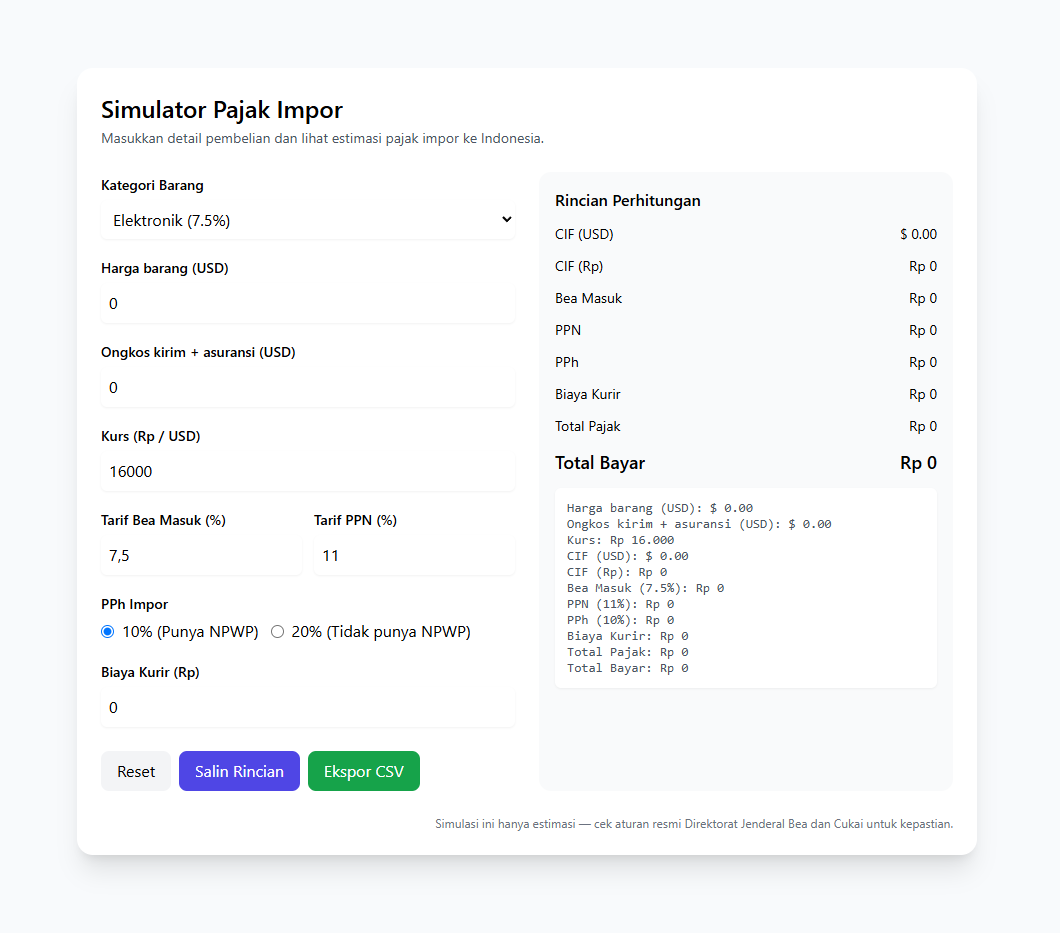 Simulator Pajak Impor
Masukkan detail pembelian dan lihat estimasi pajak impor ke Indonesia.
Kategori Barang
Elektronik (7.5%)
Harga barang (USD)
0
Ongkos kirim + asuransi (USD)
0
Kurs (Rp / USD)
16000
Tarif Bea Masuk (%) Tarif PPN (%)
7,5 11
PPh Impor
10% (Punya NPWP) 20% (Tidak punya NPWP)
Biaya Kurir (Rp)
0
Reset Salin Rincian Ekspor CSV
Rincian Perhitungan
CIF (USD) $ 0.00
CIF (Rp) Rp 0
Bea Masuk Rp 0
PPN Rp 0
PPh Rp 0
Biaya Kurir Rp 0
Total Pajak Rp 0
Total Bayar Rp 0
Harga barang (USD): $ 0.00
Ongkos kirim + asuransi (USD): $ 0.00
Kurs: Rp 16.000
CIF (USD): $ 0.00
CIF (Rp): Rp 0
Bea Masuk (7.5%): Rp 0
PPN (11%): Rp 0
PPh (10%): Rp 0
Biaya Kurir: Rp 0
Total Pajak: Rp 0
Total Bayar: Rp 0
Simulasi ini hanya estimasi — cek aturan resmi Direktorat Jenderal Bea dan Cukai untuk kepastian.